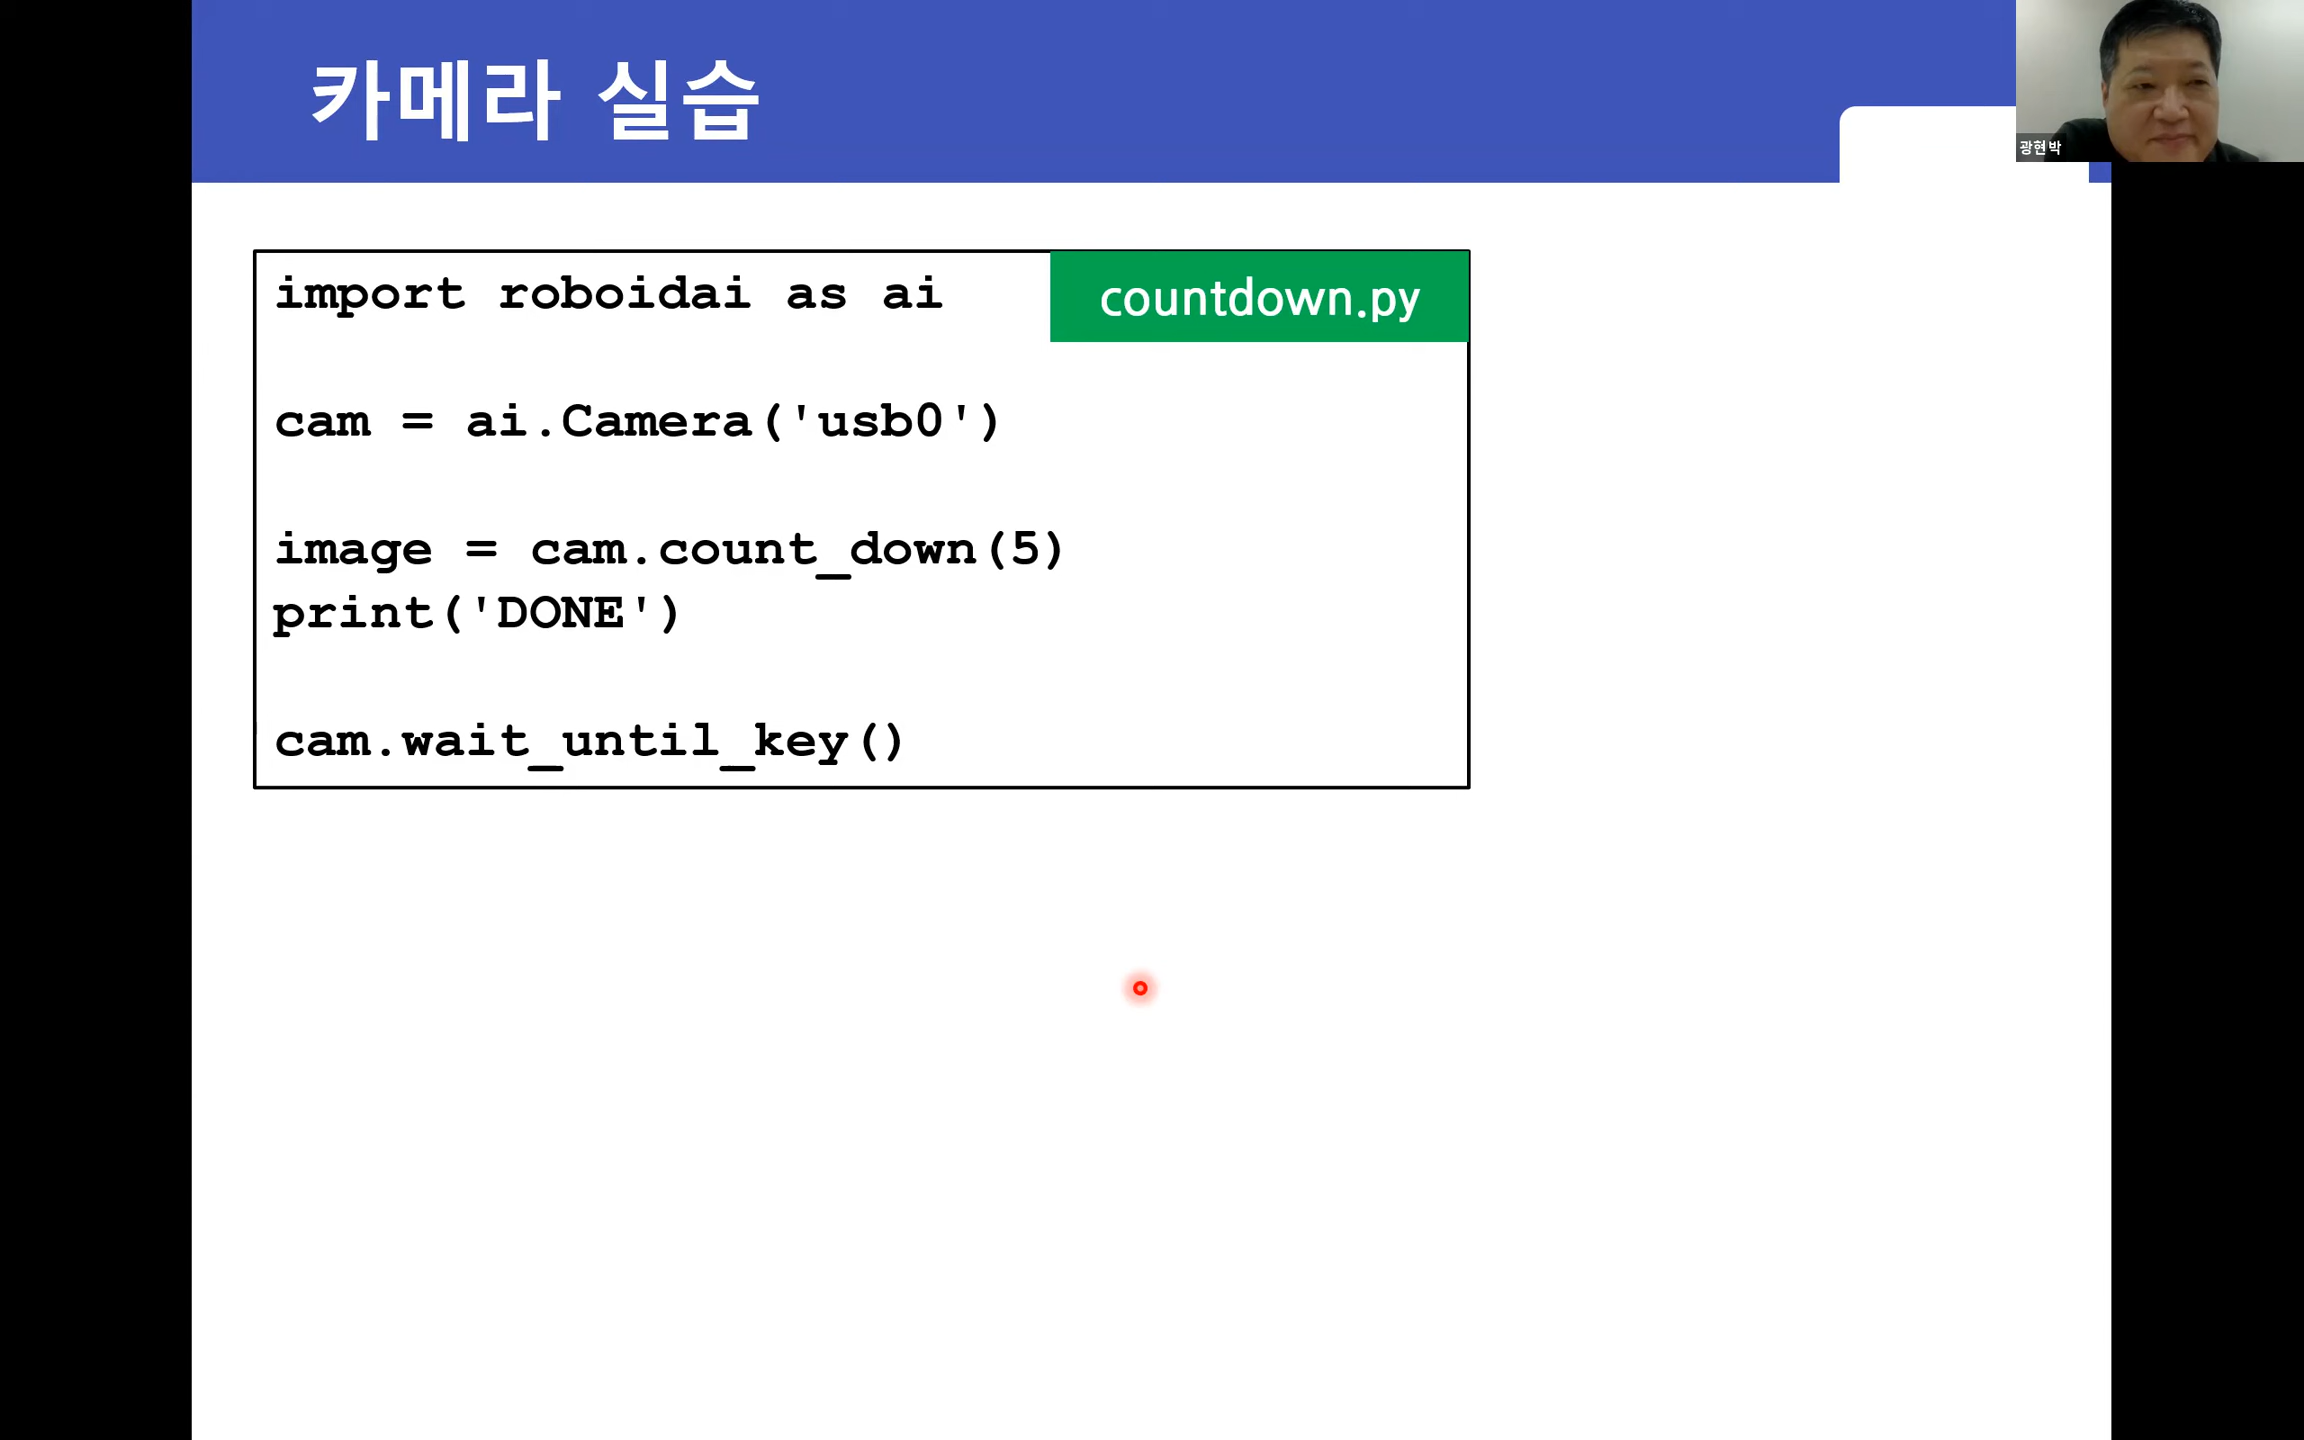 카메라 실습
광현박
import roboidai as ai
countdown.py
cam = ai.Camera('usb0')
image = cam.count_down(5)
print('DONE')
cam.wait_until_key()